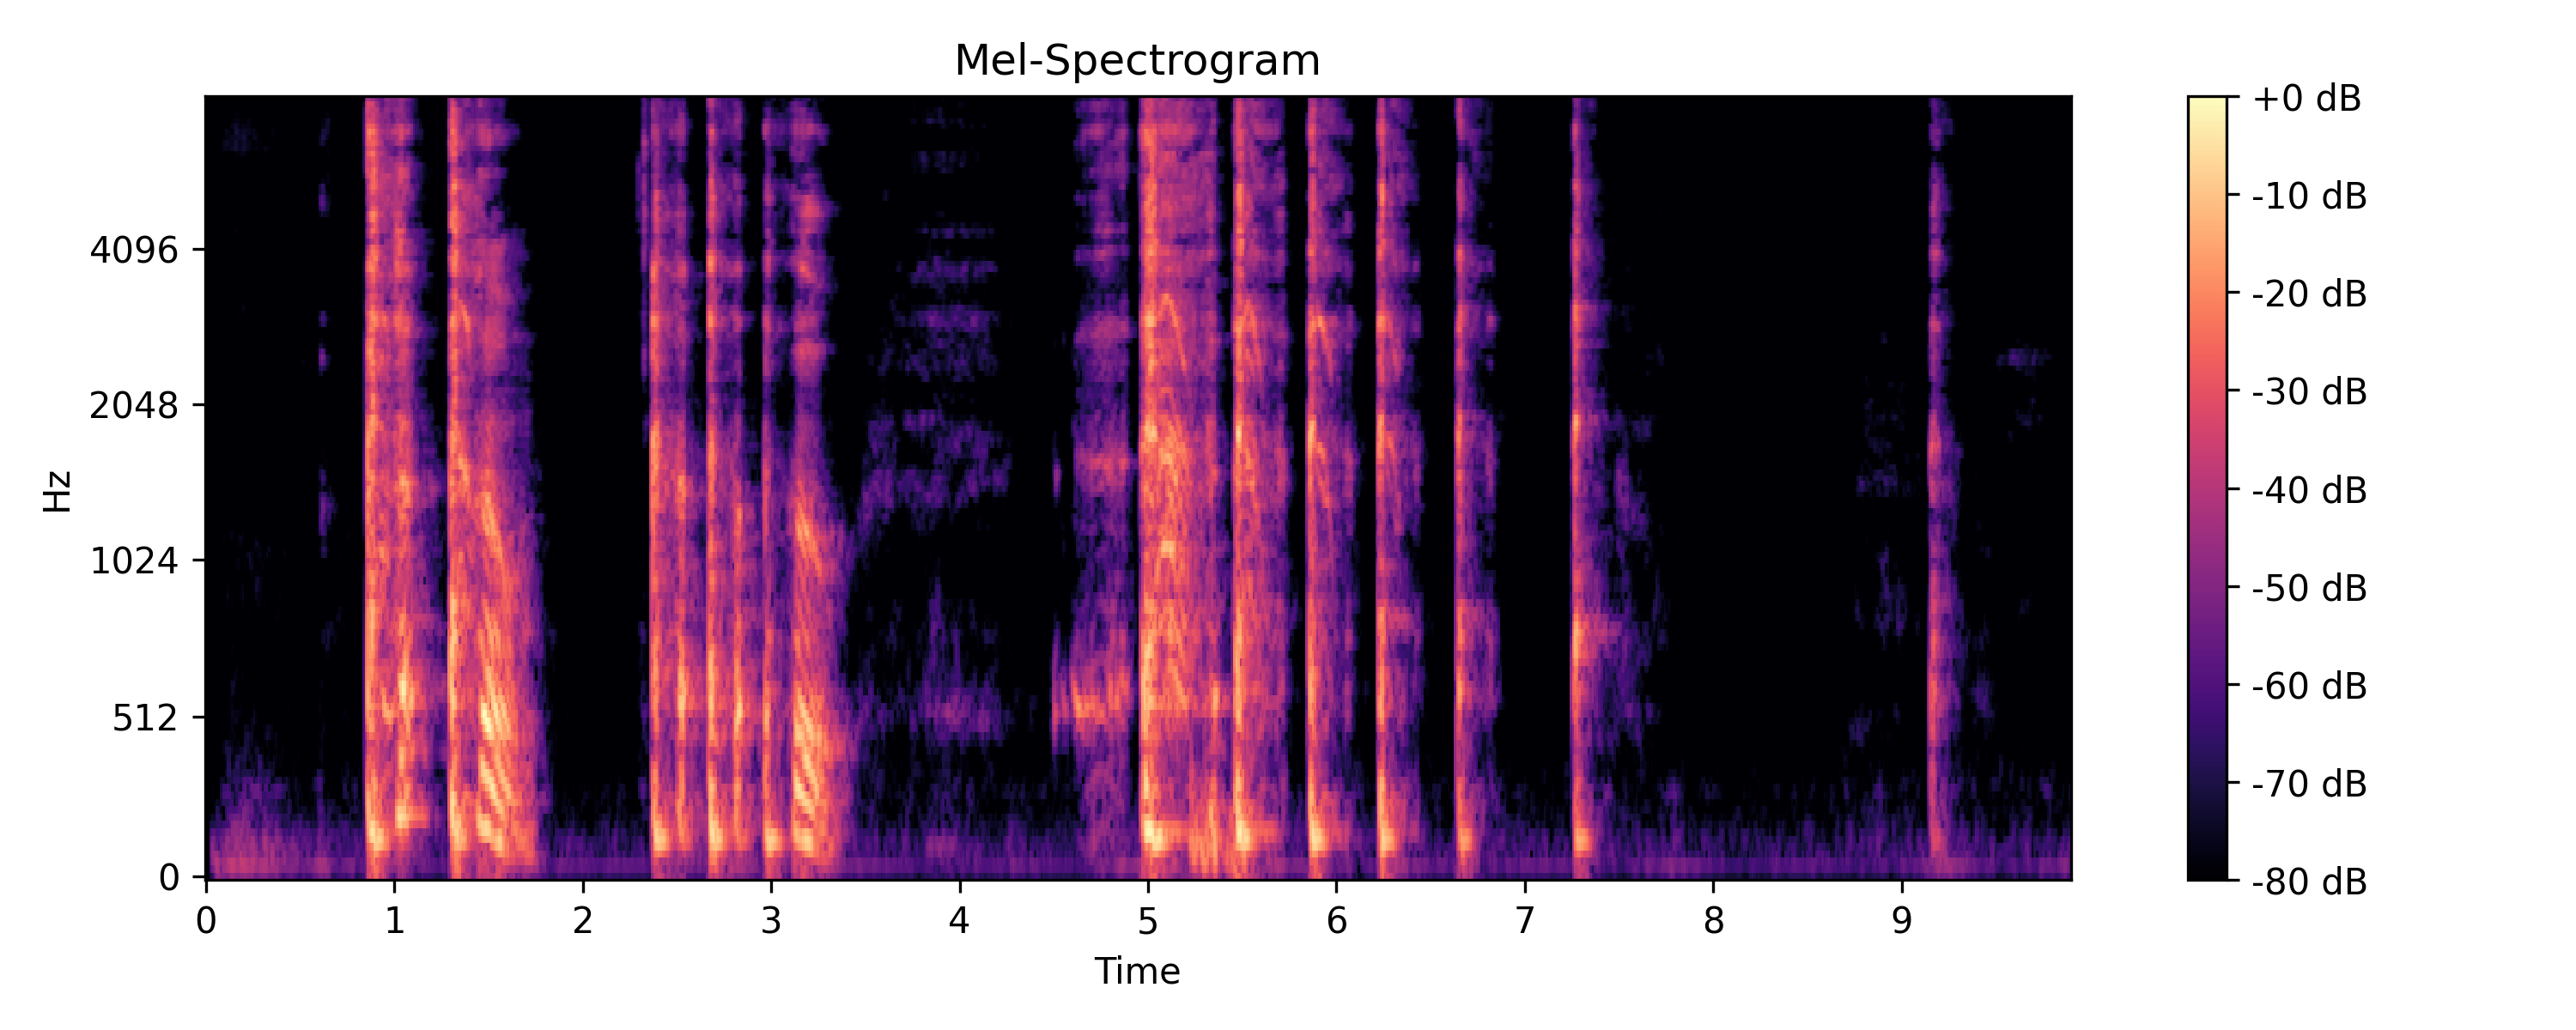 Mel-Spectrogram
+0 dB
-10 dB
4096
-20 dB
2048
-30 dB
Hz
-40 dB
1024
-50 dB
512
-60 dB
-70 dB
0
-80 dB
0 1 2 3 4 5 6 7 8 9
Time